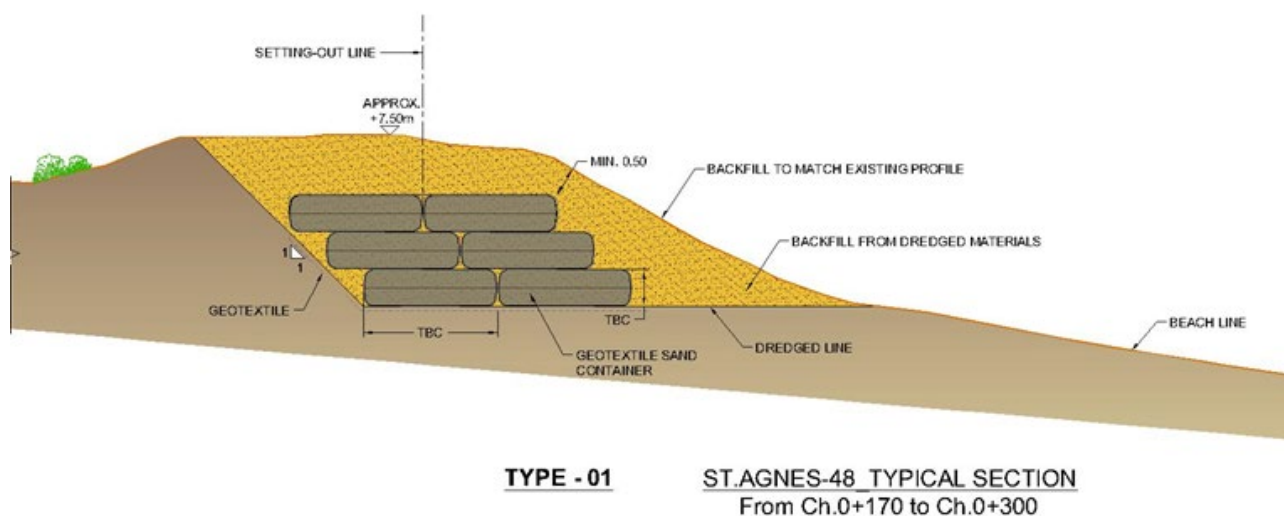 SETTING-OUT LINE
APPROX.
+7.50m
MIN. 0.50
BACKFILL TO MATCH EXISTING PROFILE
BACKFILL FROM DREDGED MATERIALS
1
1
GEOTEXTILE
TBC
TBC
GEOTEXTILE SAND
CONTAINER
DREDGED LINE
BEACH LINE
TYPE - 01
ST.AGNES-48_TYPICAL SECTION
From Ch.0+170 to Ch.0+300